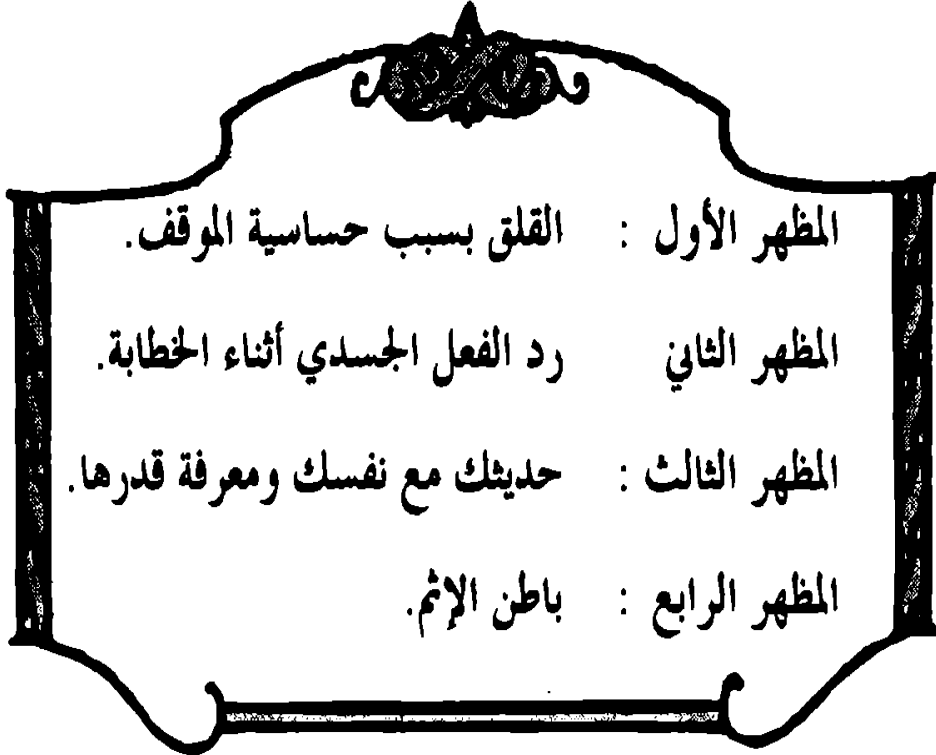 المظهر الأول : القلق بسبب حساسية الموقف.
المظهر الثاني رد الفعل الجسدي أثناء الخطابة.
المظهر الثالث : حديثك مع نفسك ومعرفة قدرها.
المظهر الرابع : باطن الإثم.